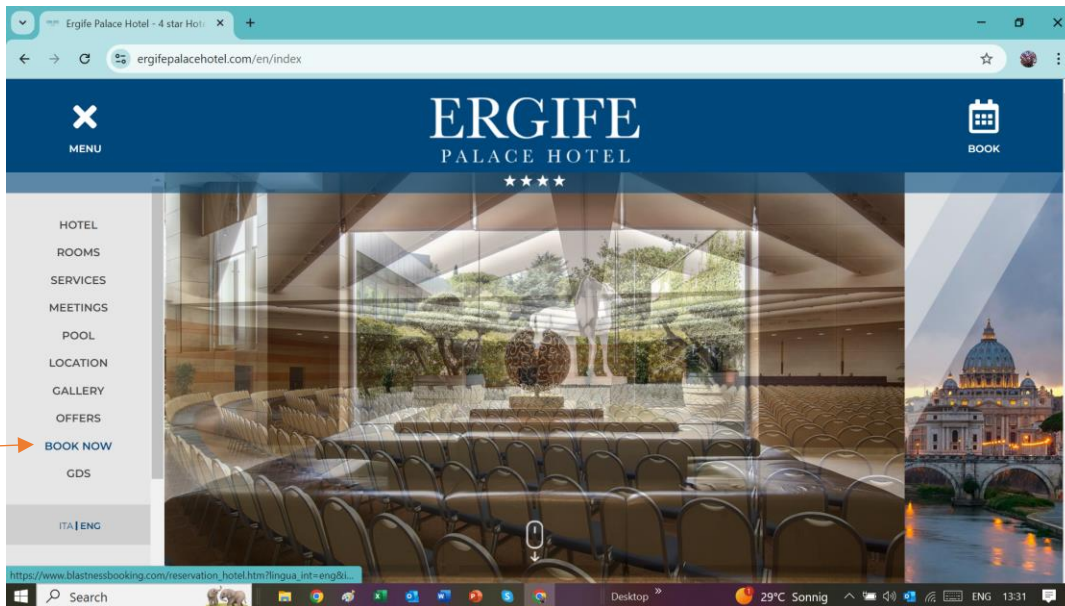 Ergife Palace Hotel - 4 star Hot
ergifepalacehotel.com/en/index
MENU
ERGIFE
PALACE HOTEL
BOOK
HOTEL
ROOMS
SERVICES
MEETINGS
POOL
LOCATION
GALLERY
OFFERS
BOOK NOW
GDS
ITA | ENG
https://www.blastnessbooking.com/reservation_hotel.htm?lingua_int=eng&i...
Search
Desktop
29°C Sonnig
ENG
13:31